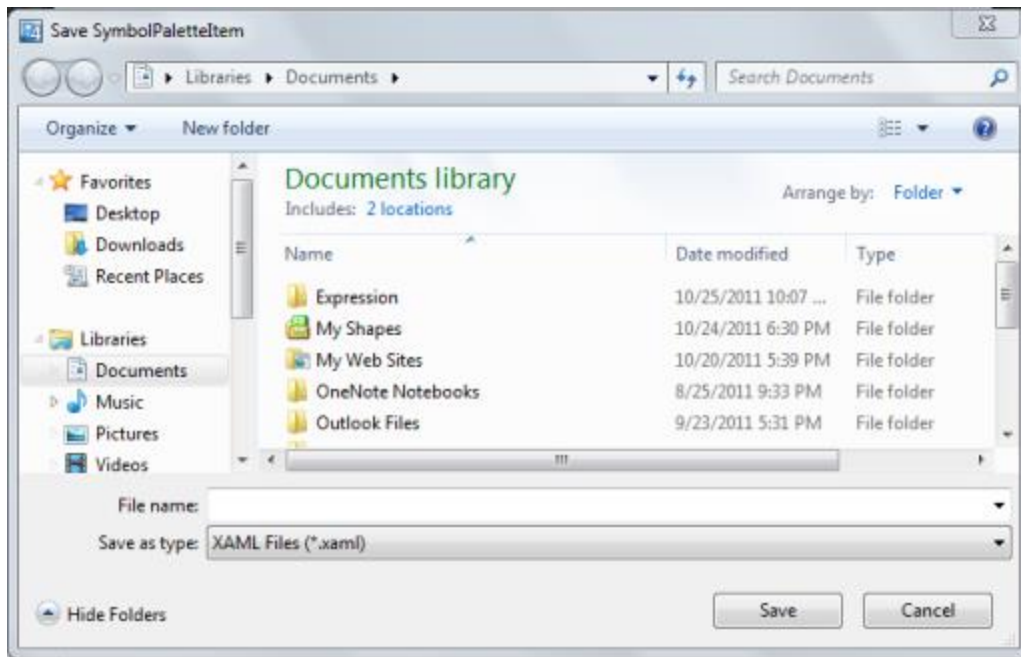 Save SymbolPaletteItem
Libraries Documents Search Documents
Organize New folder
Favorites
Desktop
Downloads
Recent Places
Libraries
Documents
Music
Pictures
Videos
Documents library
Includes: 2 locations
Arrange by: Folder
Name Date modified Type
Expression 10/25/2011 10:07 ... File folder
My Shapes 10/24/2011 6:30 PM File folder
My Web Sites 10/20/2011 5:39 PM File folder
OneNote Notebooks 8/25/2011 9:33 PM File folder
Outlook Files 9/23/2011 5:31 PM File folder
File name:
Save as type: XAML Files (*.xaml)
Hide Folders Save Cancel